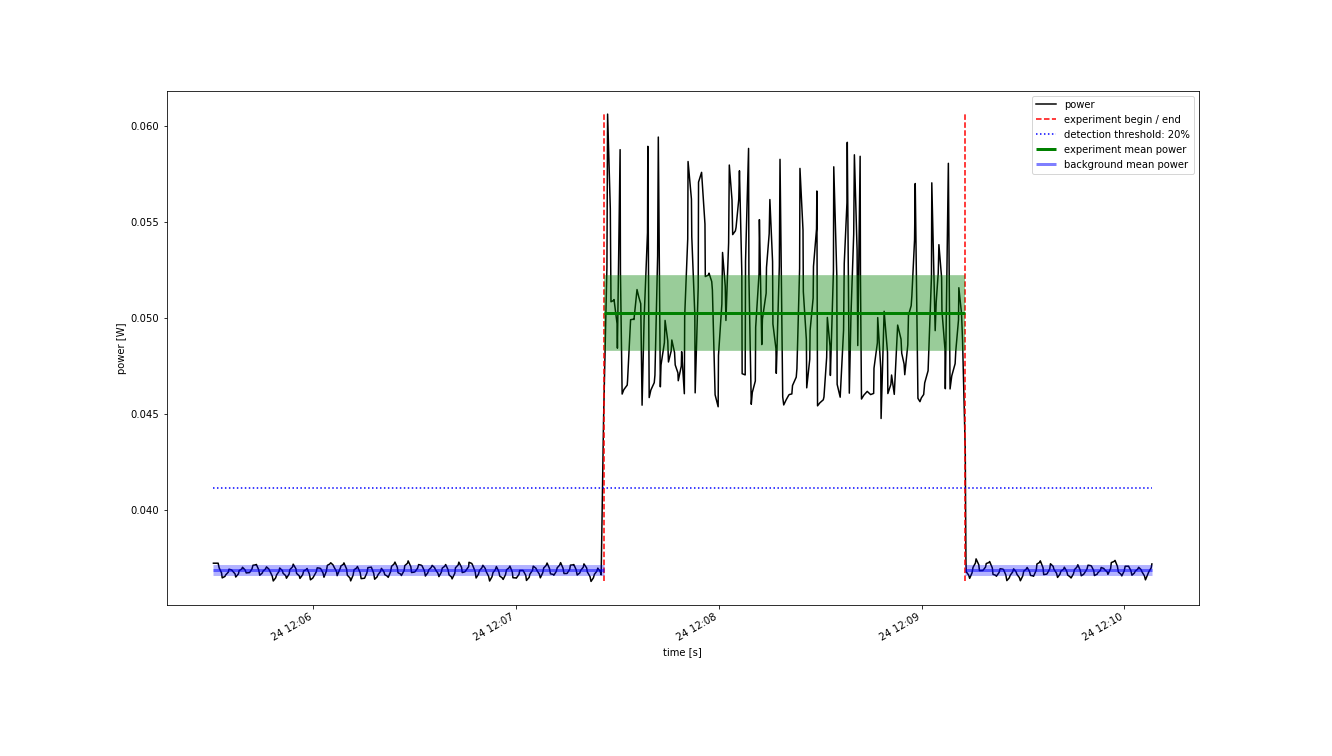 power
experiment begin / end
detection threshold: 20%
experiment mean power
background mean power
0.060
0.055
0.050
0.045
0.040
power [W]
24 12:06
24 12:07
24 12:08
24 12:09
24 12:10
time [s]